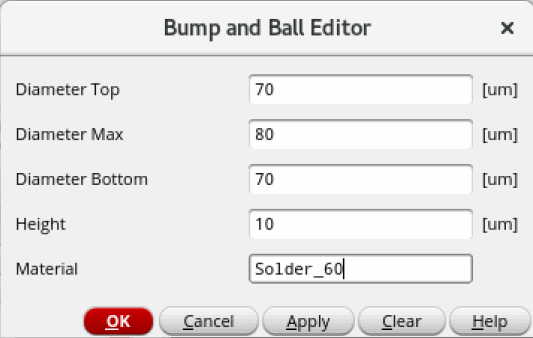 Bump and Ball Editor ×
Diameter Top 70 [um]
Diameter Max 80 [um]
Diameter Bottom 70 [um]
Height 10 [um]
Material Solder_60
OK Cancel Apply Clear Help